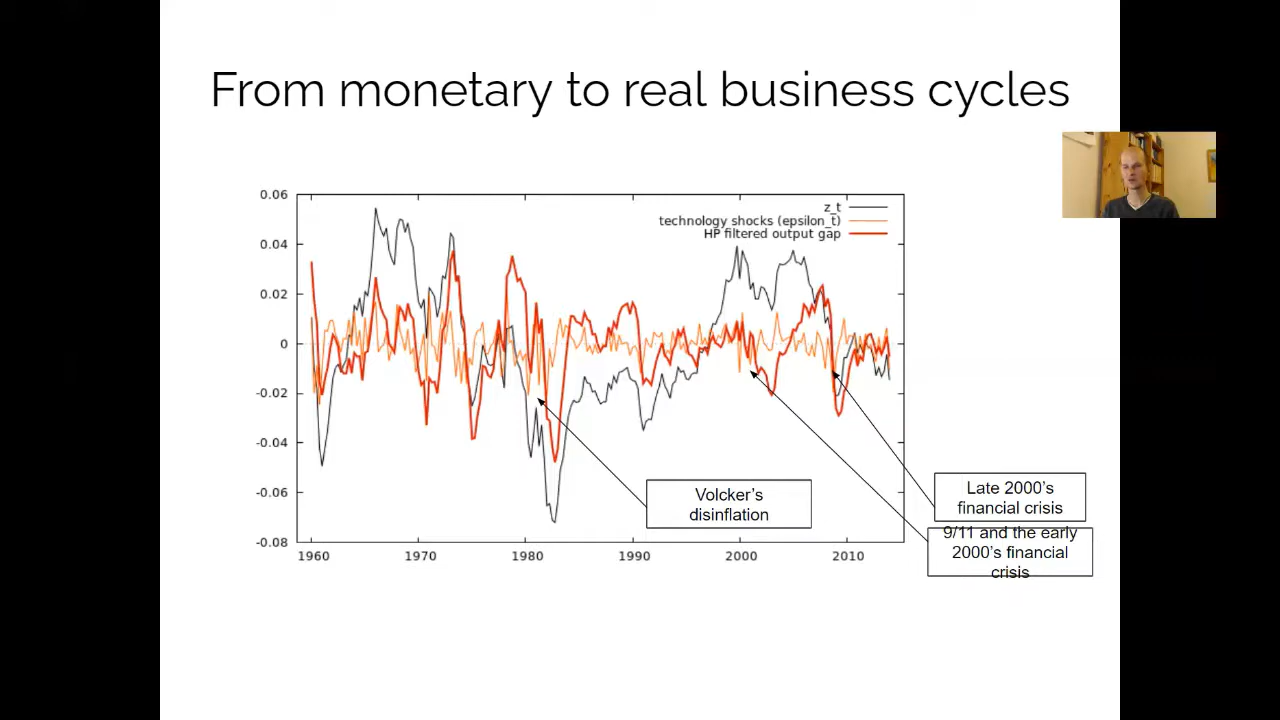 From monetary to real business cycles
0.06
0.04
0.02
0
-0.02
-0.04
-0.06
-0.08
1960
1970
1980
1990
2000
2010
z_t
technology shocks (epsilon_t)
HP filtered output gap
Volcker's
disinflation
Late 2000's
financial crisis
9/11 and the early
2000's financial
crisis